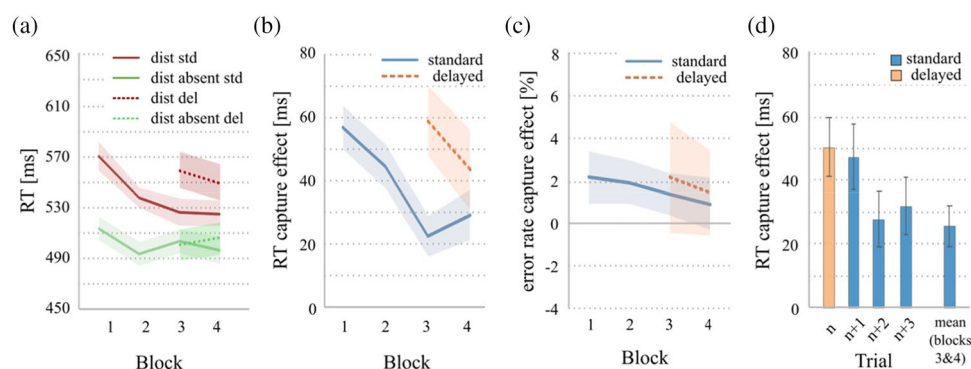 (a)
RT [ms]
650
610
570
530
490
450
dist std
dist absent std
dist del
dist absent del
1 2 3 4
Block
(b)
RT capture effect [ms]
80
60
40
20
0
standard
delayed
1 2 3 4
Block
(c)
error rate capture effect [%]
8
6
4
2
0
-2
-4
standard
delayed
1 2 3 4
Block
(d)
RT capture effect [ms]
80
60
40
20
0
standard
delayed
n n+1 n+2 n+3 mean
(blocks
3&4)
Trial